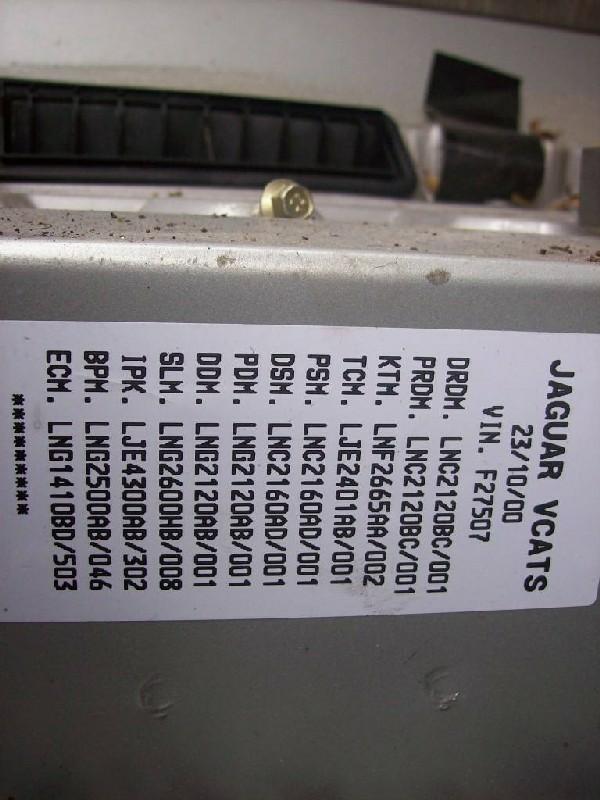 JAGUAR VCATS
23/10/00
VIN. F27507
DRDM. LNC2120BC/001
PRDM. LNC2120BC/001
KTM. LNF2665AA/002
TCM. LJE2401AB/001
PSM. LNC2160AD/001
DSM. LNC2160AD/001
PDM. LNG2120AB/001
DDM. LNG2120AB/001
SLM. LNG2600HB/008
IPK. LJE4300AB/302
BPM. LNG2500AB/046
ECM. LNG1410BD/503
*********